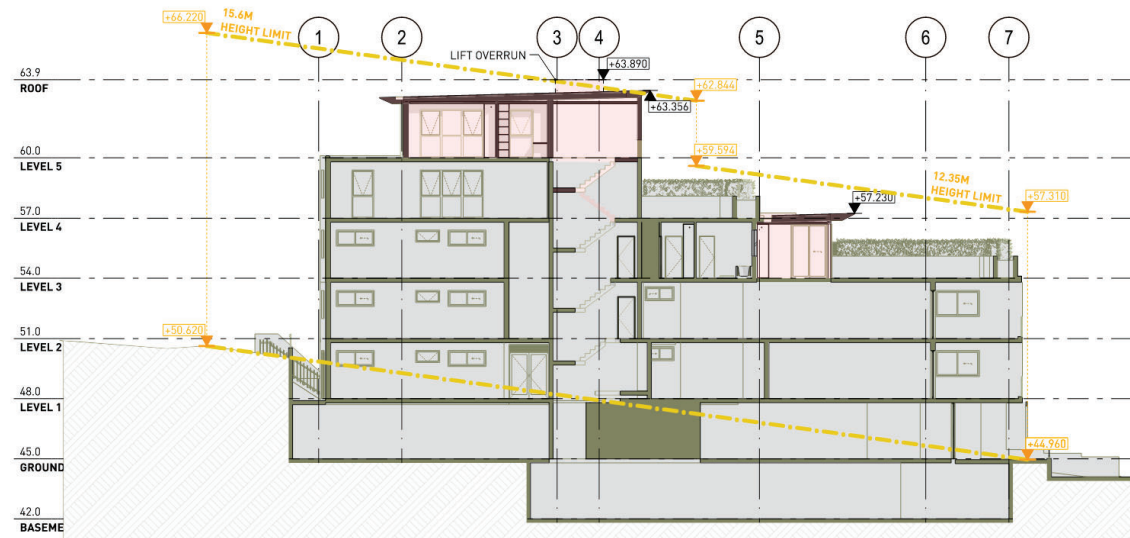 +66.220
15.6M
HEIGHT LIMIT
1
2
3
4
5
6
7
LIFT OVERRUN
+63.890
63.9
ROOF
+62.844
+63.356
60.0
LEVEL 5
+59.594
12.35M
HEIGHT LIMIT
+57.310
+57.230
57.0
LEVEL 4
54.0
LEVEL 3
51.0
LEVEL 2
+50.620
48.0
LEVEL 1
45.0
GROUND
+44.960
42.0
BASEME